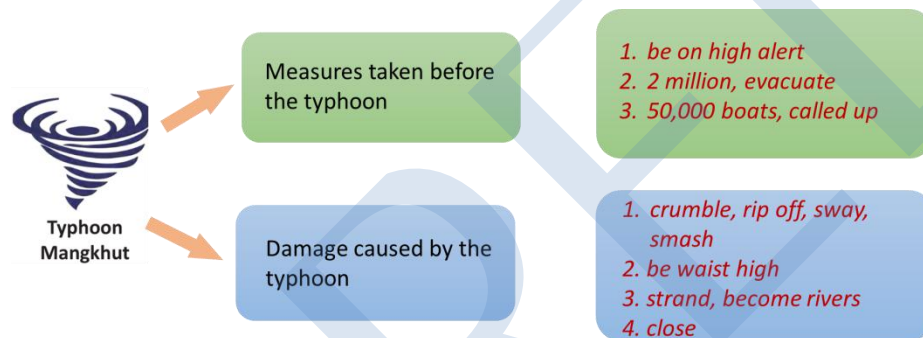 Measures taken before
the typhoon
1. be on high alert
2. 2 million, evacuate
3. 50,000 boats, called up
Typhoon
Mangkhut
Damage caused by the
typhoon
1. crumble, rip off, sway,
smash
2. be waist high
3. strand, become rivers
4. close